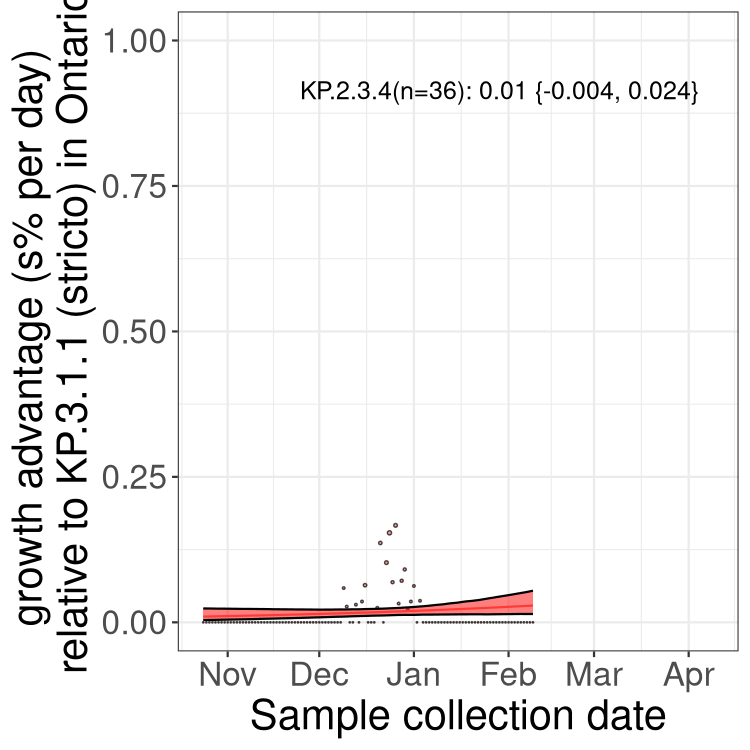 growth advantage (s% per day)
relative to KP.3.1.1 (stricto) in Ontario
1.00
0.75
0.50
0.25
0.00
KP.2.3.4(n=36): 0.01 {-0.004, 0.024}
Nov Dec Jan Feb Mar Apr
Sample collection date